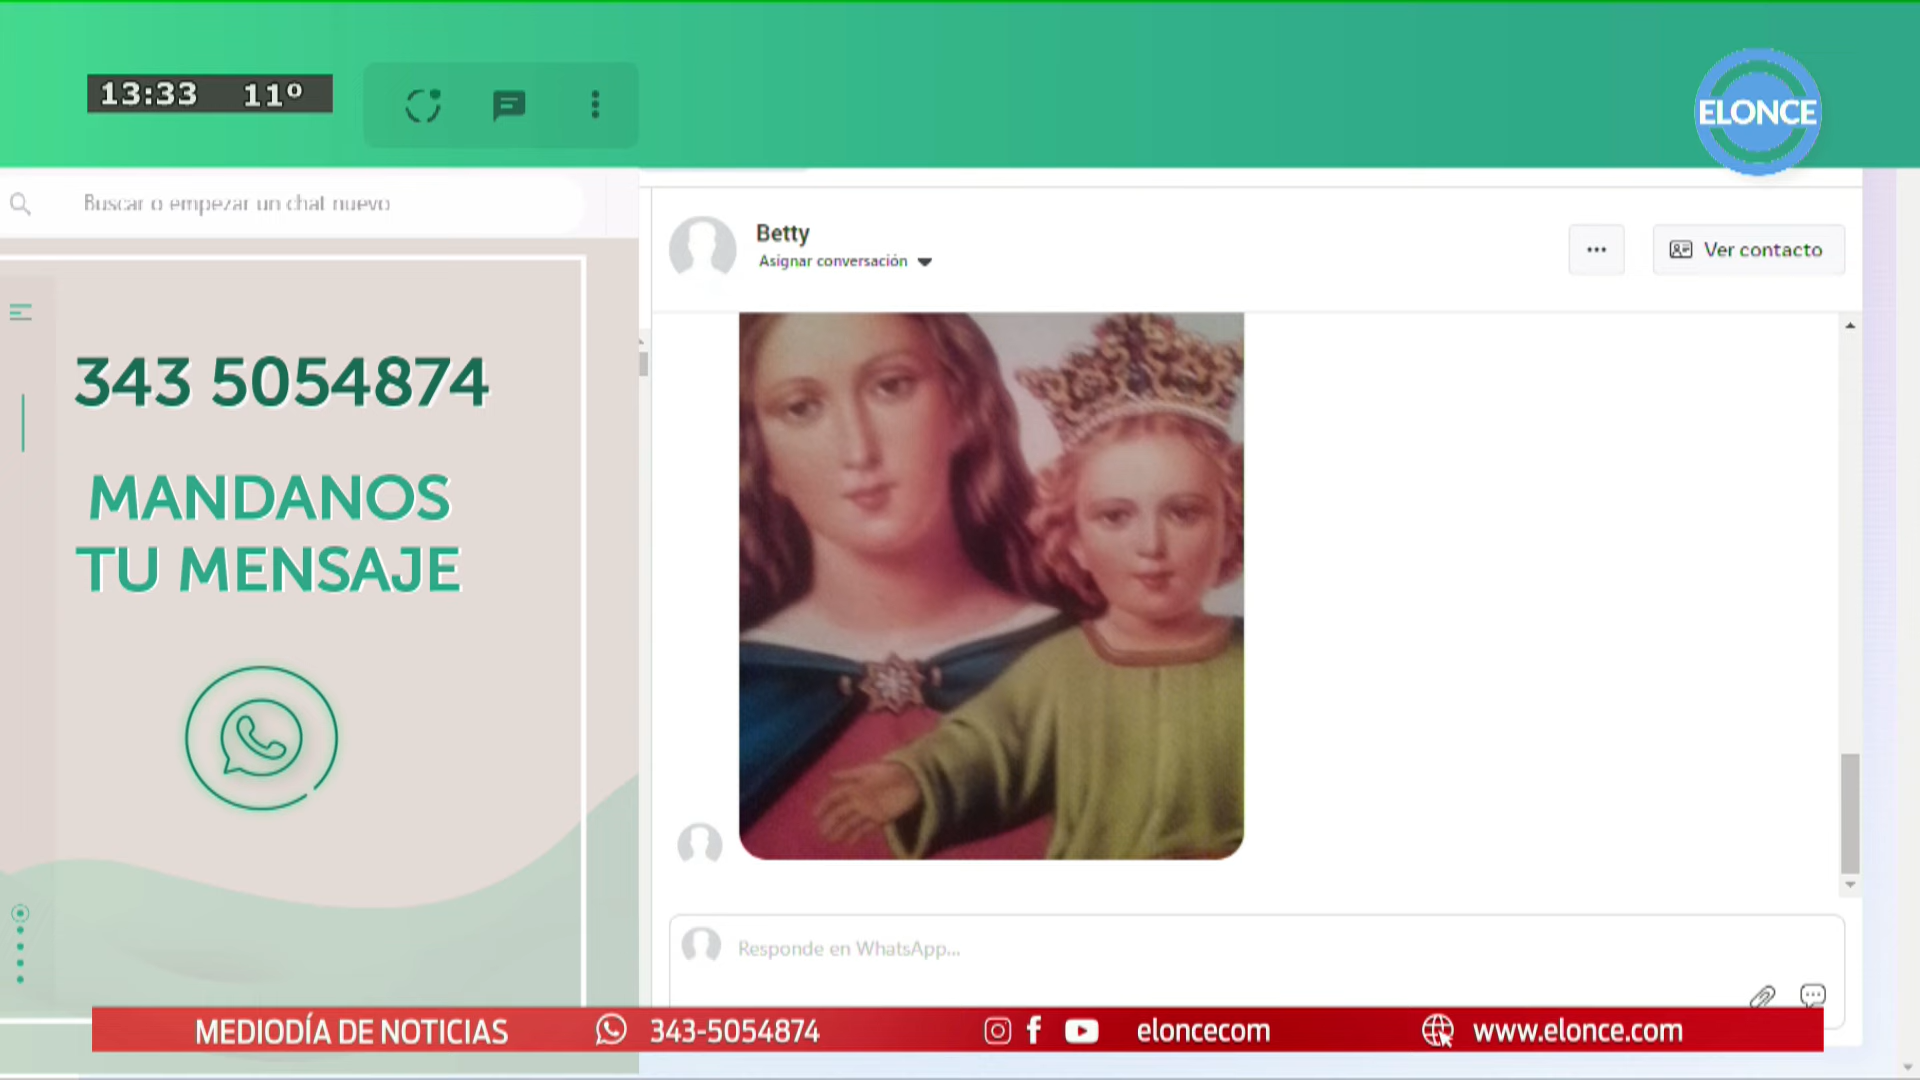 13:33 11º
ELONCE
Buscar o empezar un chat nuevo
Betty
Asignar conversación
Ver contacto
343 5054874
MANDANOS
TU MENSAJE
Responde en WhatsApp...
MEDIODÍA DE NOTICIAS 343-5054874 eloncecom www.elonce.com